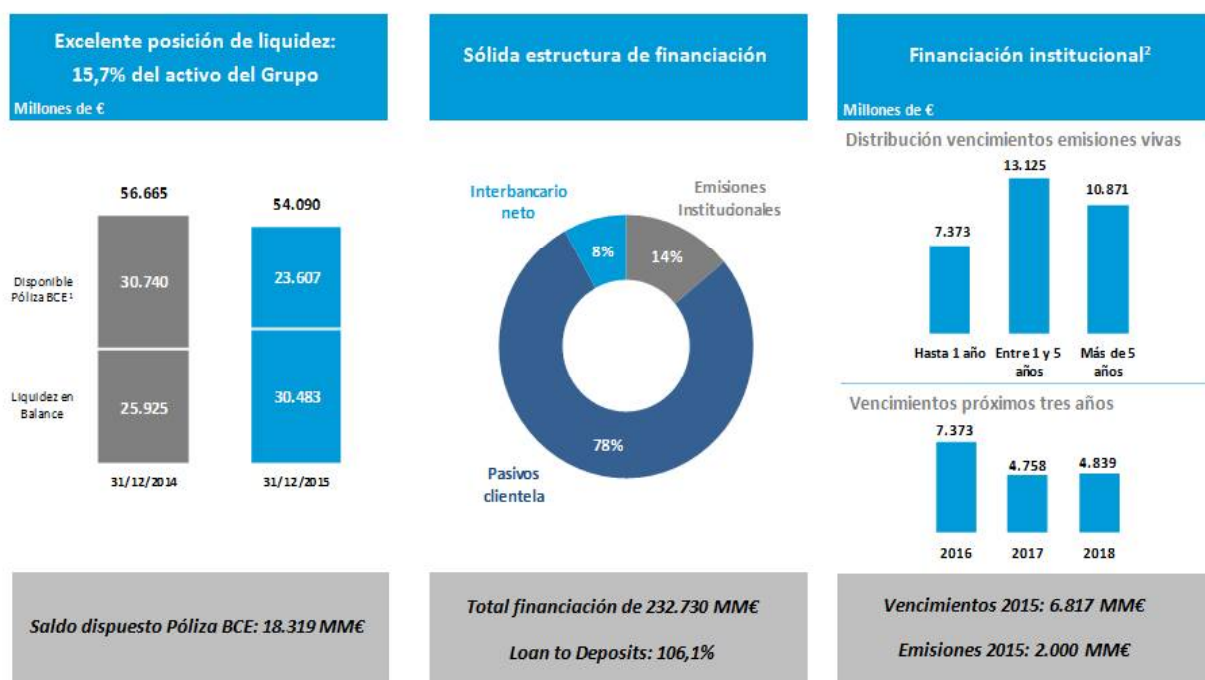 Excelente posición de liquidez:
15,7% del activo del Grupo
Millones de €
56.665
54.090
Disponible
Póliza BCE¹
30.740
23.607
Liquidez en
Balance
25.925
30.483
31/12/2014
31/12/2015
Saldo dispuesto Póliza BCE: 18.319 MM€
Sólida estructura de financiación
Interbancario
neto
Emisiones
Institucionales
8%
14%
78%
Pasivos
clientela
Total financiación de 232.730 MM€
Loan to Deposits: 106,1%
Financiación institucional²
Millones de €
Distribución vencimientos emisiones vivas
13.125
10.871
7.373
Hasta 1 año
Entre 1 y 5
años
Más de 5
años
Vencimientos próximos tres años
7.373
4.758
4.839
2016
2017
2018
Vencimientos 2015: 6.817 MM€
Emisiones 2015: 2.000 MM€